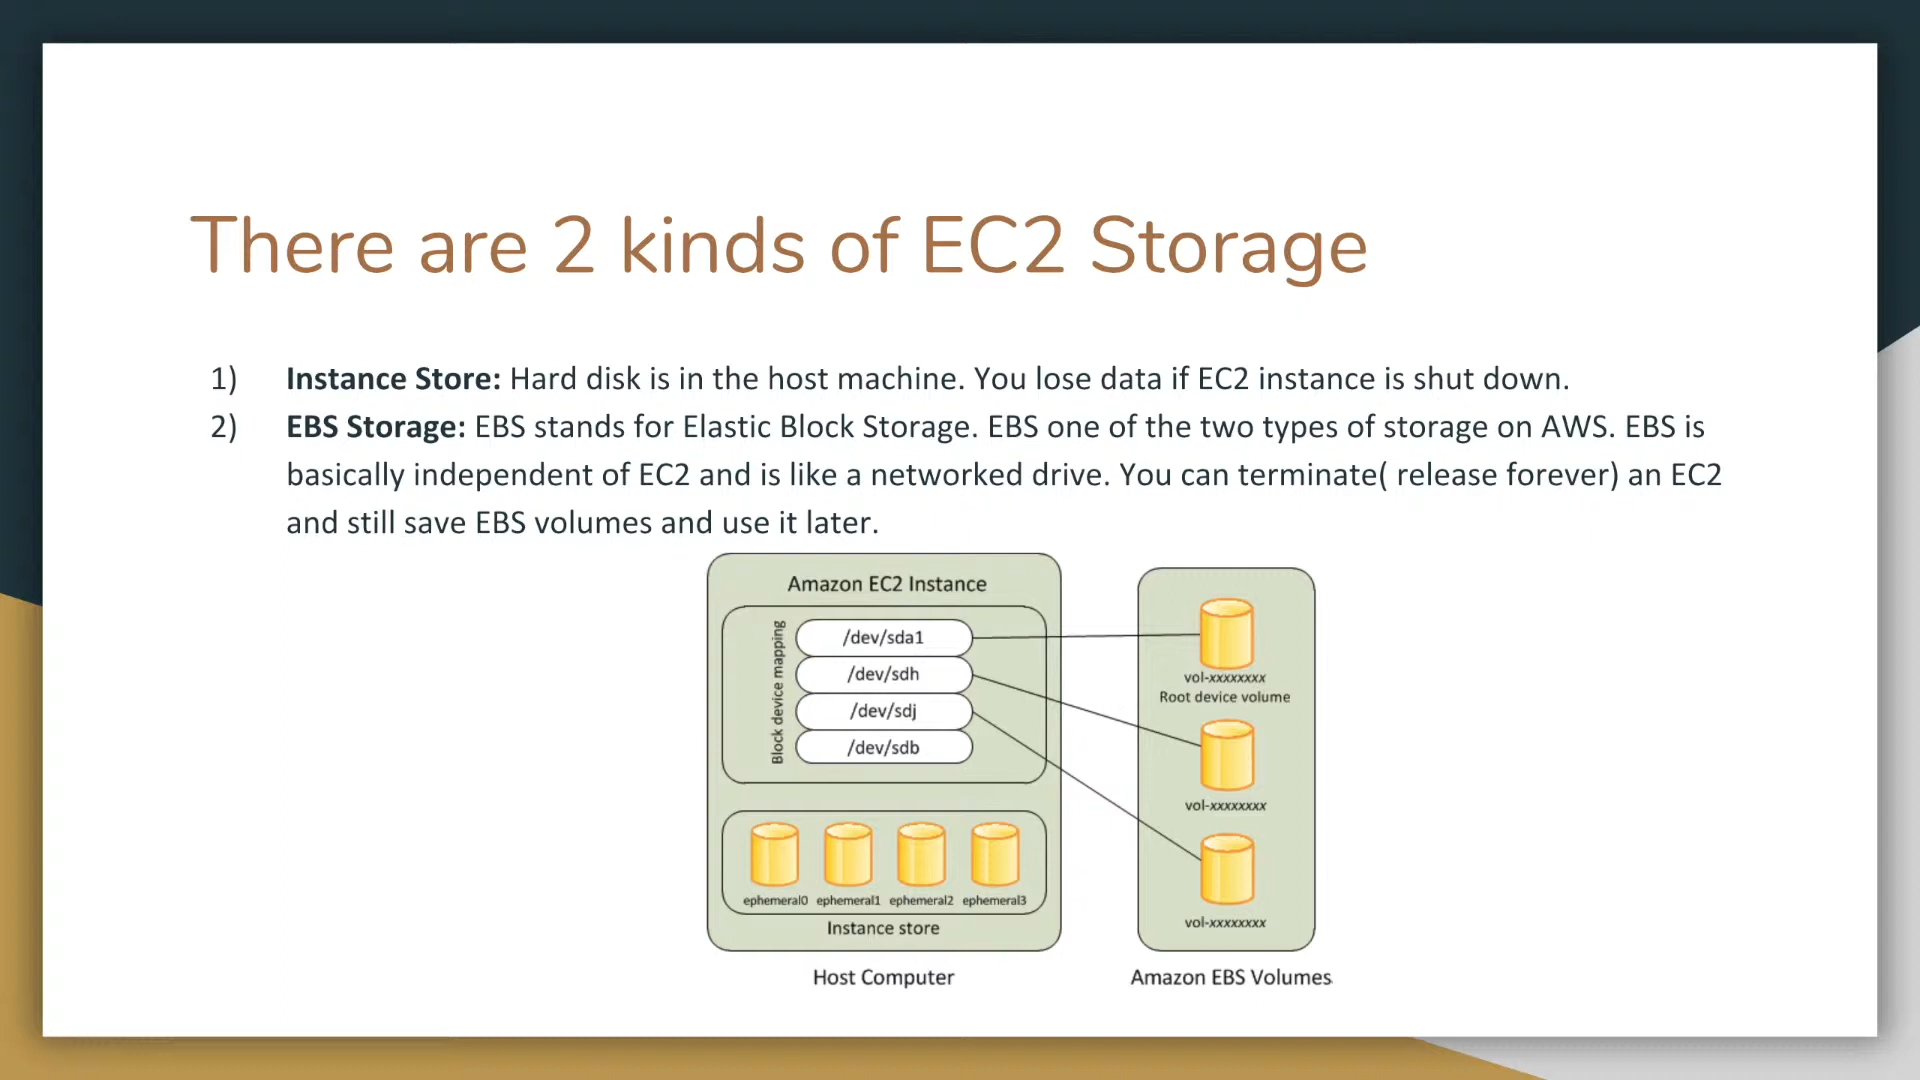 There are 2 kinds of EC2 Storage
1) Instance Store: Hard disk is in the host machine. You lose data if EC2 instance is shut down.
2) EBS Storage: EBS stands for Elastic Block Storage. EBS one of the two types of storage on AWS. EBS is
basically independent of EC2 and is like a networked drive. You can terminate( release forever) an EC2
and still save EBS volumes and use it later.
Amazon EC2 Instance
Block device mapping
/dev/sda1
/dev/sdh
/dev/sdj
/dev/sdb
ephemeral0 ephemeral1 ephemeral2 ephemeral3
Instance store
Host Computer
vol-xxxxxxxx
Root device volume
vol-xxxxxxxx
vol-xxxxxxxx
Amazon EBS Volumes